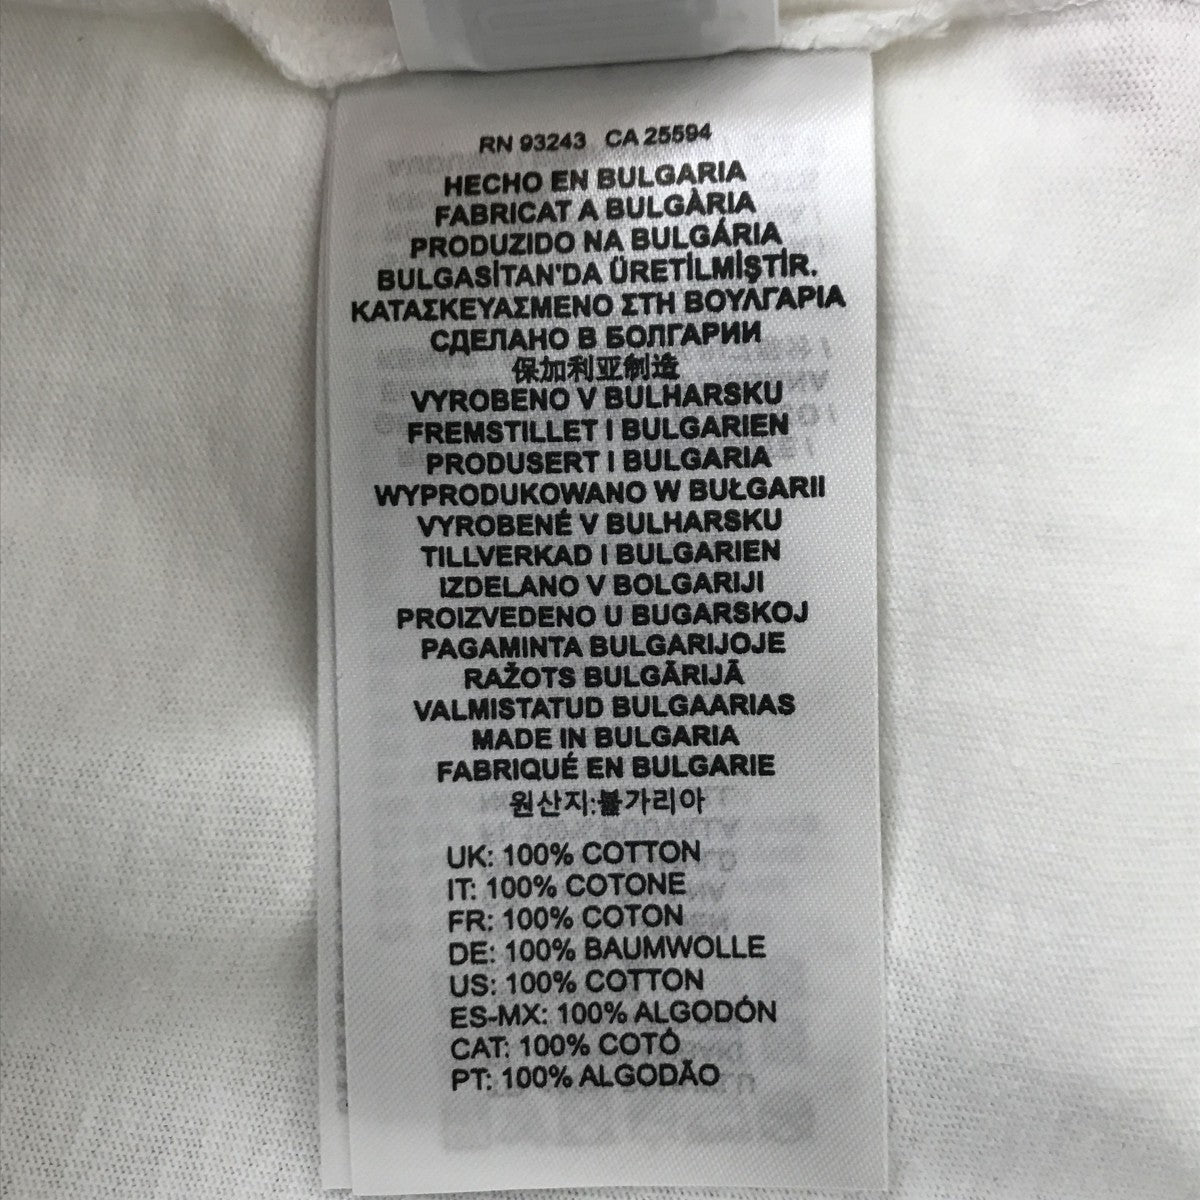 RN 93243 CA 25594
HECHO EN BULGARIA
FABRICAT A BULGÀRIA
PRODUZIDO NA BULGÁRIA
BULGASİTAN'DA ÜRETİLMİŞTİR.
ΚΑΤΑΣΚΕΥΑΣΜΕΝΟ ΣΤΗ ΒΟΥΛΓΑΡΙΑ
СДЕЛАНО В БОЛГАРИИ
保加利亚制造
VYROBENO V BULHARSKU
FREMSTILLET I BULGARIEN
PRODUSERT I BULGARIA
WYPRODUKOWANO W BUŁGARII
VYROBENÉ V BULHARSKU
TILLVERKAD I BULGARIEN
IZDELANO V BOLGARIJI
PROIZVEDENO U BUGARSKOJ
PAGAMINTA BULGARIJOJE
RAŽOTS BULGĀRIJĀ
VALMISTATUD BULGAARIAS
MADE IN BULGARIA
FABRIQUÉ EN BULGARIE
원산지:불가리아
UK: 100% COTTON
IT: 100% COTONE
FR: 100% COTON
DE: 100% BAUMWOLLE
US: 100% COTTON
ES-MX: 100% ALGODÓN
CAT: 100% COTÓ
PT: 100% ALGODÃO